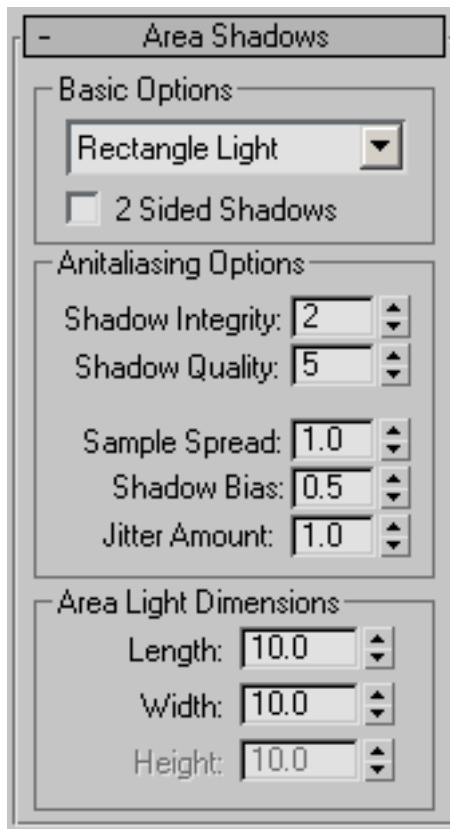 - Area Shadows
Basic Options
Rectangle Light
2 Sided Shadows
Anitaliasing Options
Shadow Integrity: 2
Shadow Quality: 5
Sample Spread: 1.0
Shadow Bias: 0.5
Jitter Amount: 1.0
Area Light Dimensions
Length: 10.0
Width: 10.0
Height: 10.0